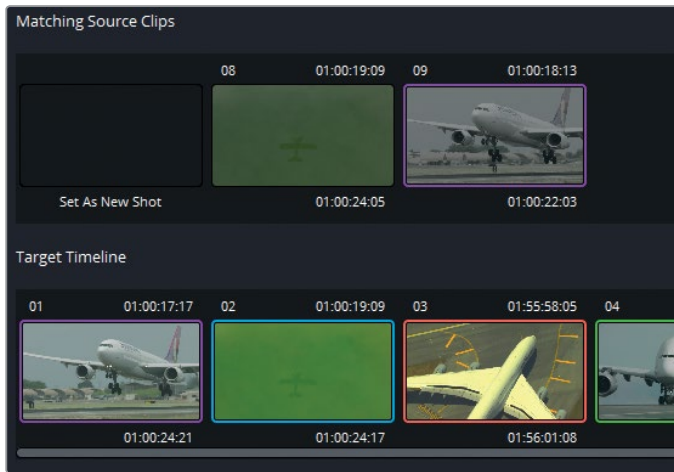 Matching Source Clips
08 01:00:19:09 09 01:00:18:13
Set As New Shot 01:00:24:05 01:00:22:03
Target Timeline
01 01:00:17:17 02 01:00:19:09 03 01:55:58:05 04
01:00:24:21 01:00:24:17 01:56:01:08